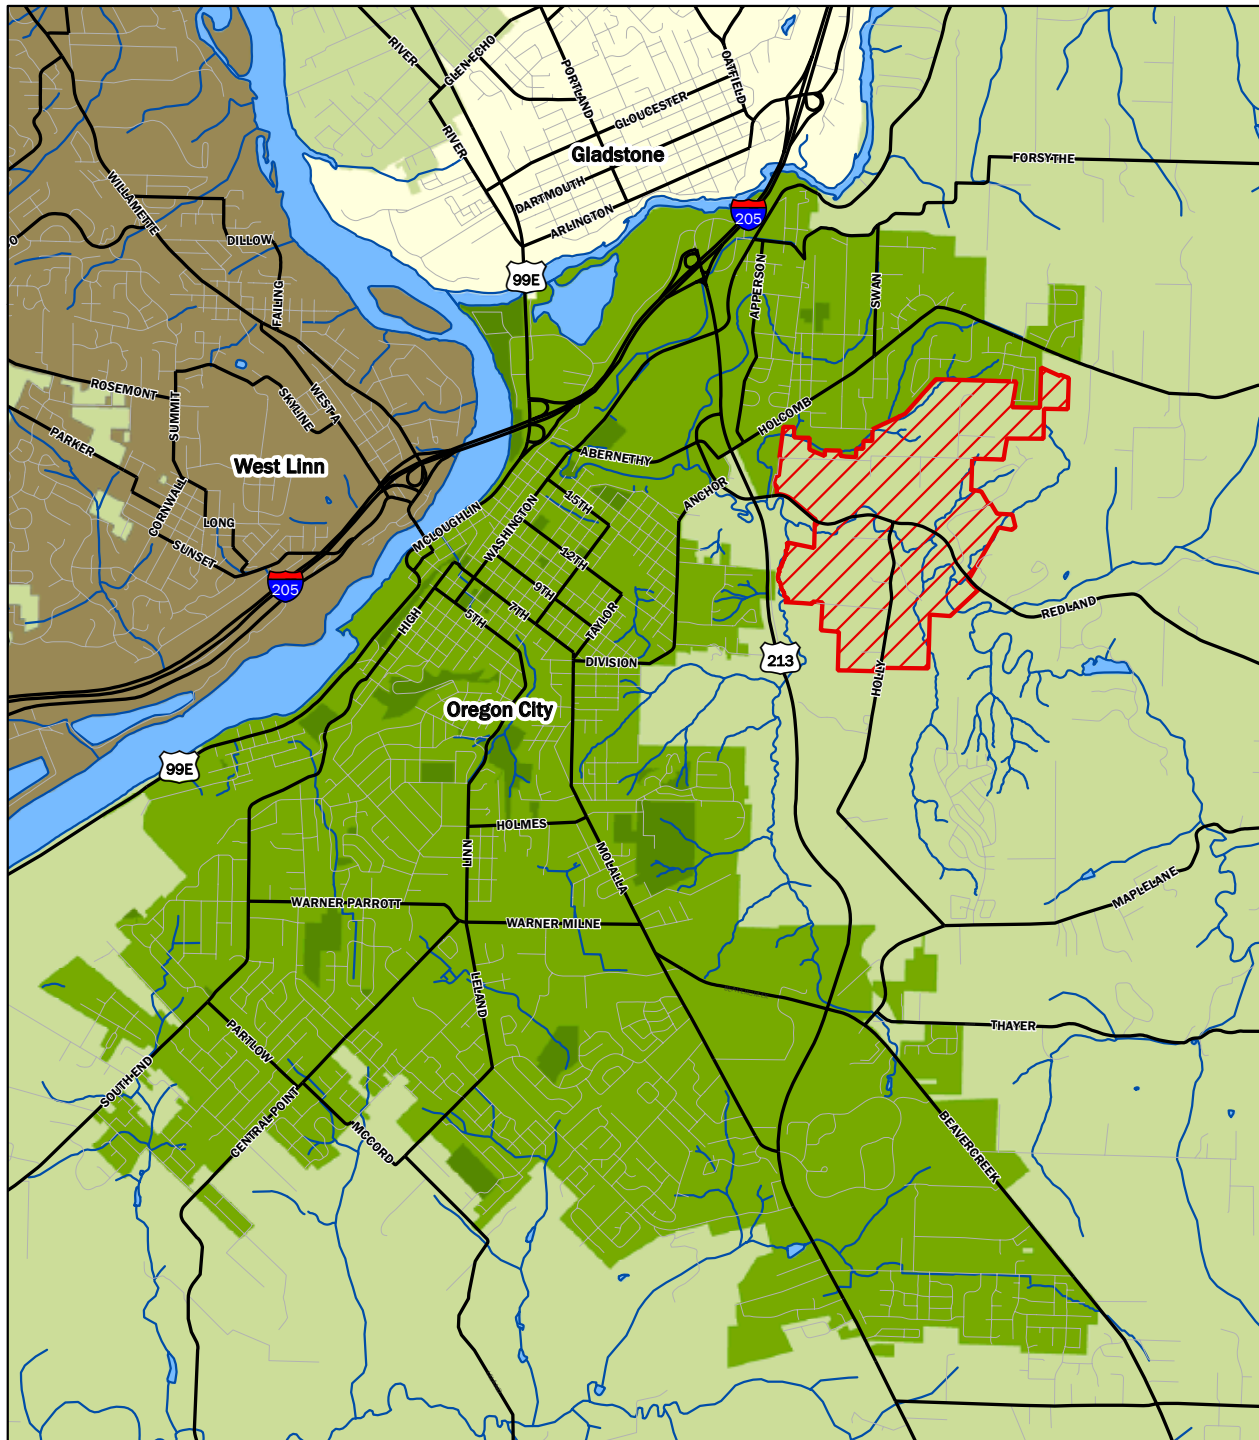 RIVER
GLEN ECHO
PORTLAND
OATFIELD
GLOUCESTER
RIVER
Gladstone
FORSYTHE
WILLAMETTE
DARTMOUTH
ARLINGTON
205
DILLOW
O
99E
FAILING
APPERSON
SWAN
ROSEMONT
SUMMIT
SKYLINE
WEST A
HOLCOMB
PARKER
West Linn
ABERNETHY
CORNWALL
LONG
SUNSET
MCLOUGHLIN
WASHINGTON
15TH
ANCHOR
12TH
205
9TH
7TH
5TH
HIGH
TAYLOR
REDLAND
DIVISION
213
HOLLY
Oregon City
99E
HOLMES
LINN
MOLALLA
MAPLELANE
WARNER PARROTT
WARNER MILNE
LELAND
THAYER
PARTLOW
SOUTH END
CENTRAL POINT
MCCORD
BEAVERCREEK